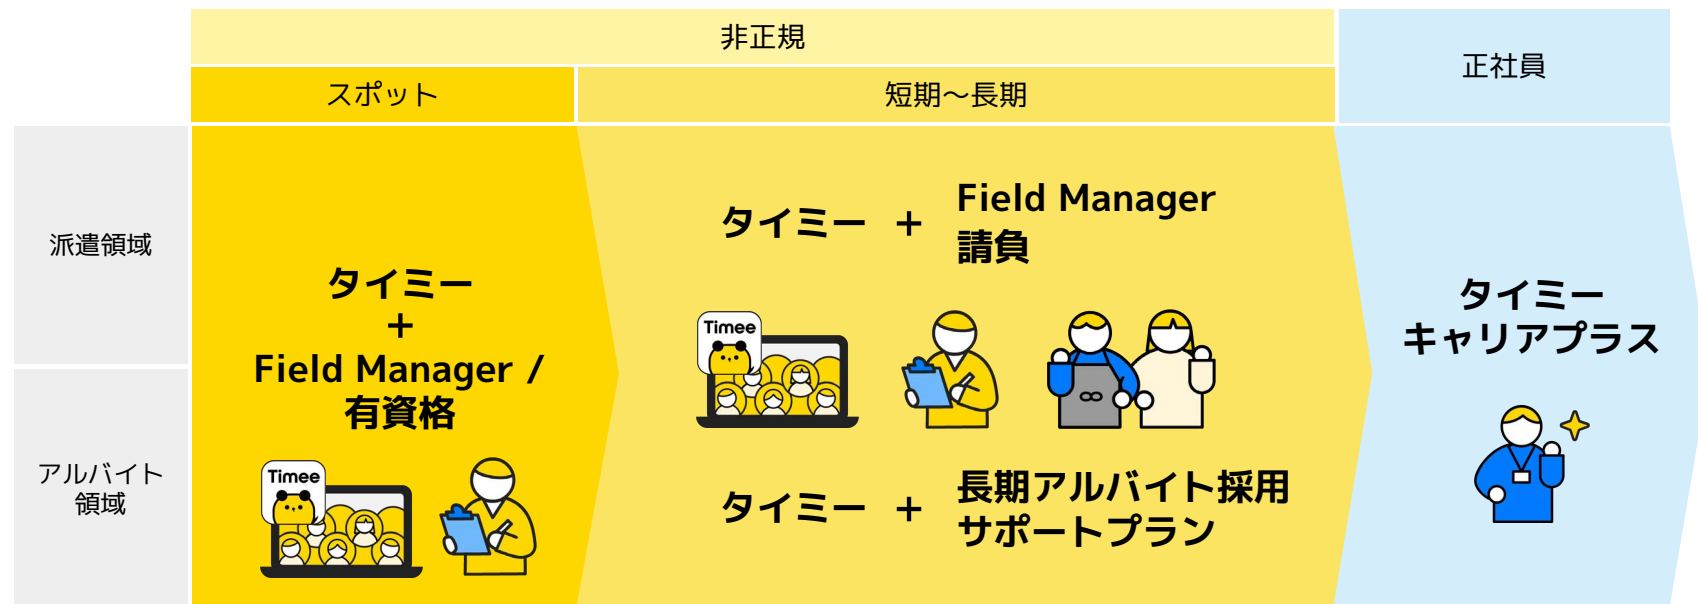 非正規
正社員
スポット
短期～長期
派遣領域
アルバイト
領域
タイミー
+
Field Manager /
有資格
Timee
タイミー + Field Manager
請負
Timee
タイミー + 長期アルバイト採用
サポートプラン
タイミー
キャリアプラス